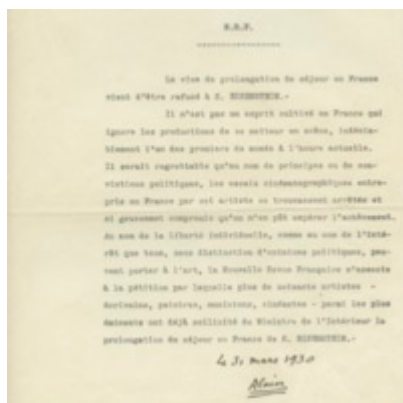 N.R.F.
Le visa de prolongation de séjour en France
vient d'être refusé à S. EISENSTEIN.-
Il n'est pas un esprit cultivé en France qui
ignore les productions de ce metteur en scène, indénia-
blement l'un des premiers du monde à l'heure actuelle.
Il serait regrettable qu'au nom de principes ou de con-
victions politiques, les essais cinématographiques entre-
pris en France par cet artiste se trouvassent arrêtés et
si gravement compromis qu'on n'en pût espérer l'achèvement.
Au nom de la liberté individuelle, comme au nom de l'inté-
rêt que tous, sans distinction d'opinions politiques, peu-
vent porter à l'art, la Nouvelle Revue Française s'associe
à la pétition par laquelle plus de soixante artistes -
écrivains, peintres, musiciens, cinéastes - parmi les plus
éminents ont déjà sollicité du Ministre de l'Intérieur la
prolongation de séjour en France de S. EISENSTEIN.-
Le 31 mars 1930
Alain